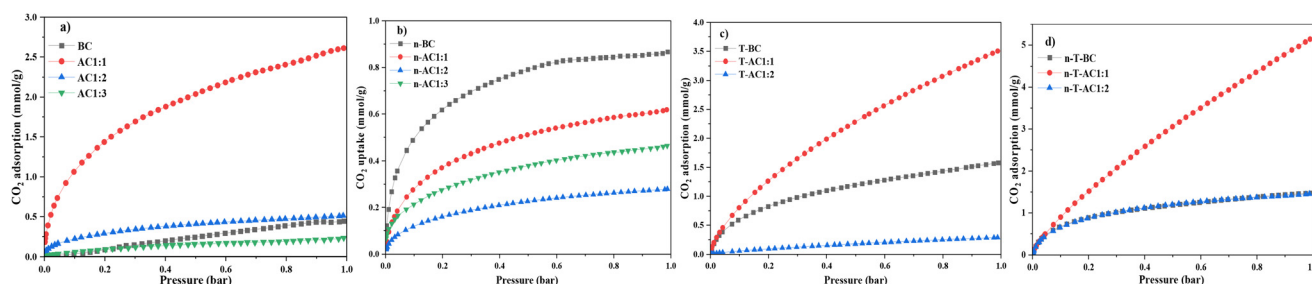 a)
BC
AC1:1
AC1:2
AC1:3
CO₂ adsorption (mmol/g)
3.0
2.5
2.0
1.5
1.0
0.5
0.0
0.0 0.2 0.4 0.6 0.8 1.0
Pressure (bar)
b)
n-BC
n-AC1:1
n-AC1:2
n-AC1:3
CO₂ uptake (mmol/g)
1.0
0.8
0.6
0.4
0.2
0.0
0.0 0.2 0.4 0.6 0.8 1.0
Pressure (bar)
c)
T-BC
T-AC1:1
T-AC1:2
CO₂ adsorption (mmol/g)
4.0
3.5
3.0
2.5
2.0
1.5
1.0
0.5
0.0
0.0 0.2 0.4 0.6 0.8 1.0
Pressure (bar)
d)
n-T-BC
n-T-AC1:1
n-T-AC1:2
CO₂ adsorption (mmol/g)
5
4
3
2
1
0
0.0 0.2 0.4 0.6 0.8 1.0
Pressure (bar)